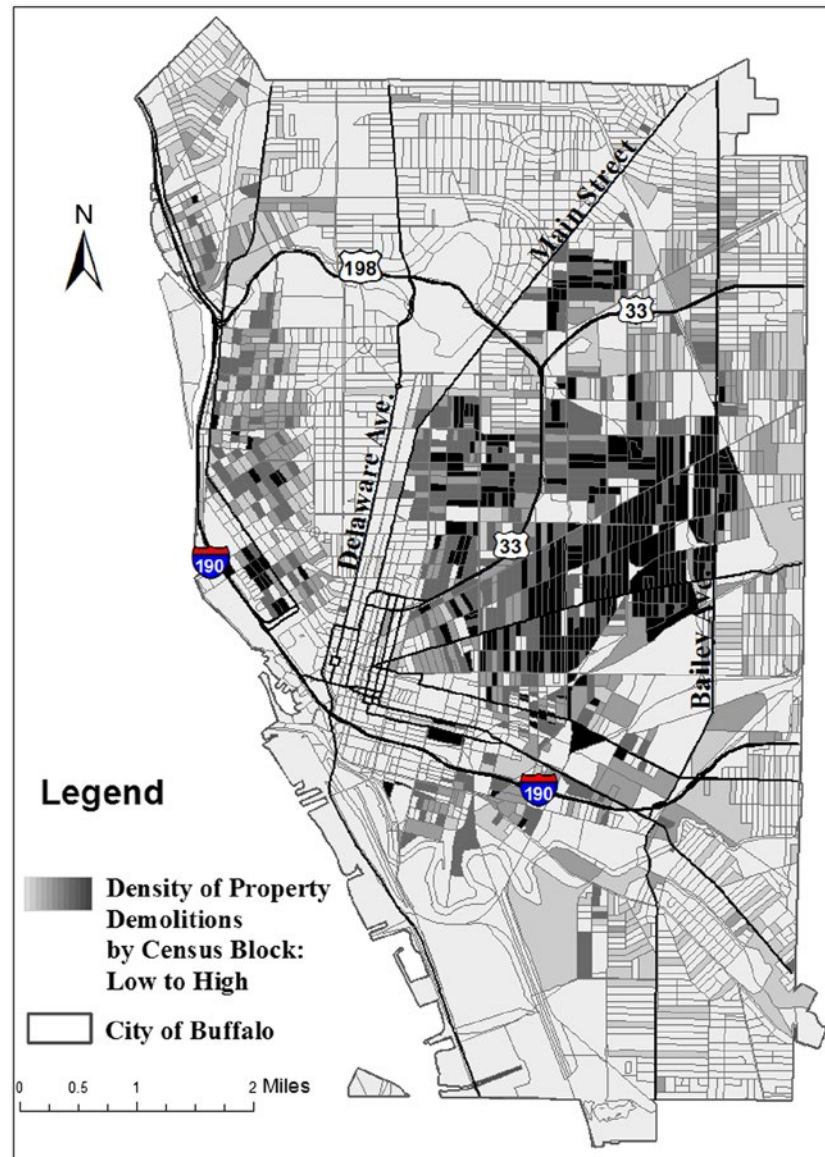 N
Main Street
198
33
Delaware Ave.
33
190
Bailey Ave.
190
Legend
Density of Property
Demolitions
by Census Block:
Low to High
City of Buffalo
0 0.5 1 2 Miles